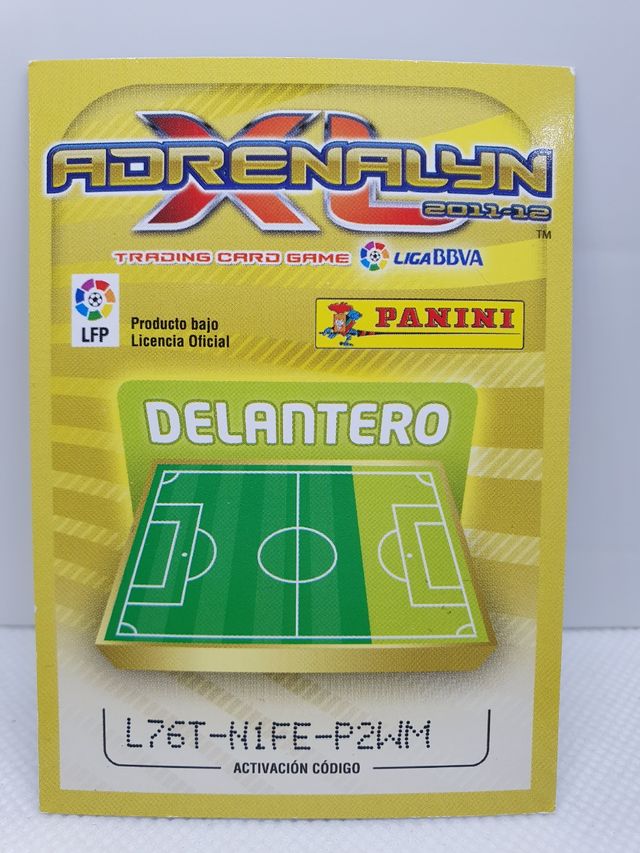 ADRENALYN XL
2011-12
TM
TRADING CARD GAME LIGA BBVA
LFP
Producto bajo
Licencia Oficial
PANINI
DELANTERO
L76T-N1FE-P2WM
ACTIVACIÓN CÓDIGO